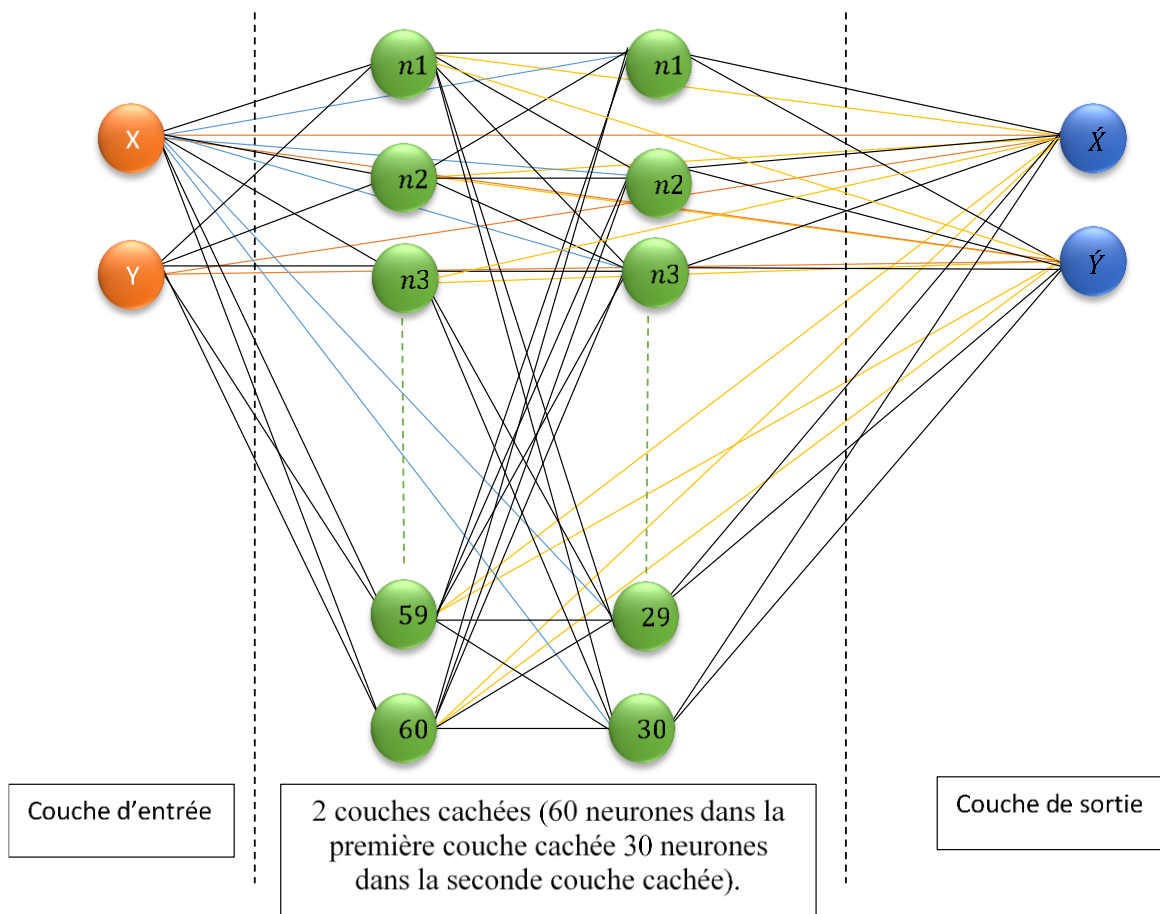 X
Y
n1
n2
n3
59
60
n1
n2
n3
29
30
X́
Ý
Couche d’entrée
2 couches cachées (60 neurones dans la
première couche cachée 30 neurones
dans la seconde couche cachée).
Couche de sortie